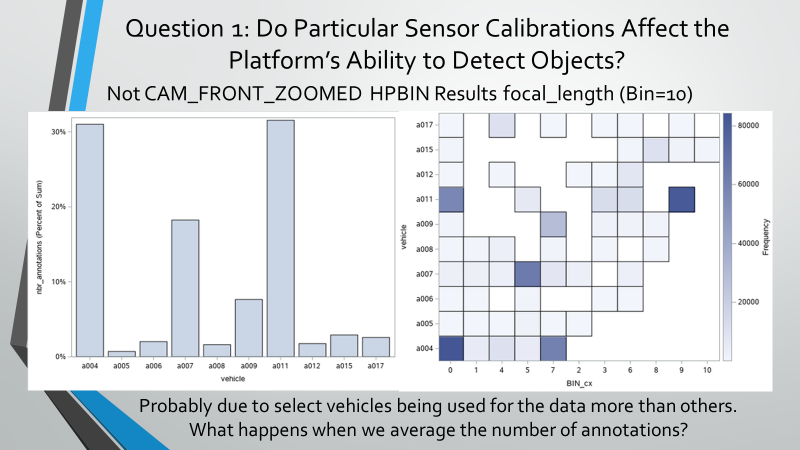 Question 1: Do Particular Sensor Calibrations Affect the
Platform's Ability to Detect Objects?
Not CAM_FRONT_ZOOMED HPBIN Results focal_length (Bin=10)
30%
20%
10%
0%
nbr_annotations (Percent of Sum)
a004 a005 a006 a007 a008 a009 a011 a012 a015 a017
vehicle
a017
a015
a012
a011
a009
a008
a007
a006
a005
a004
vehicle
0 1 4 5 7 2 3 6 8 9 10
BIN_cx
80000
60000
40000
20000
Frequency
Probably due to select vehicles being used for the data more than others.
What happens when we average the number of annotations?